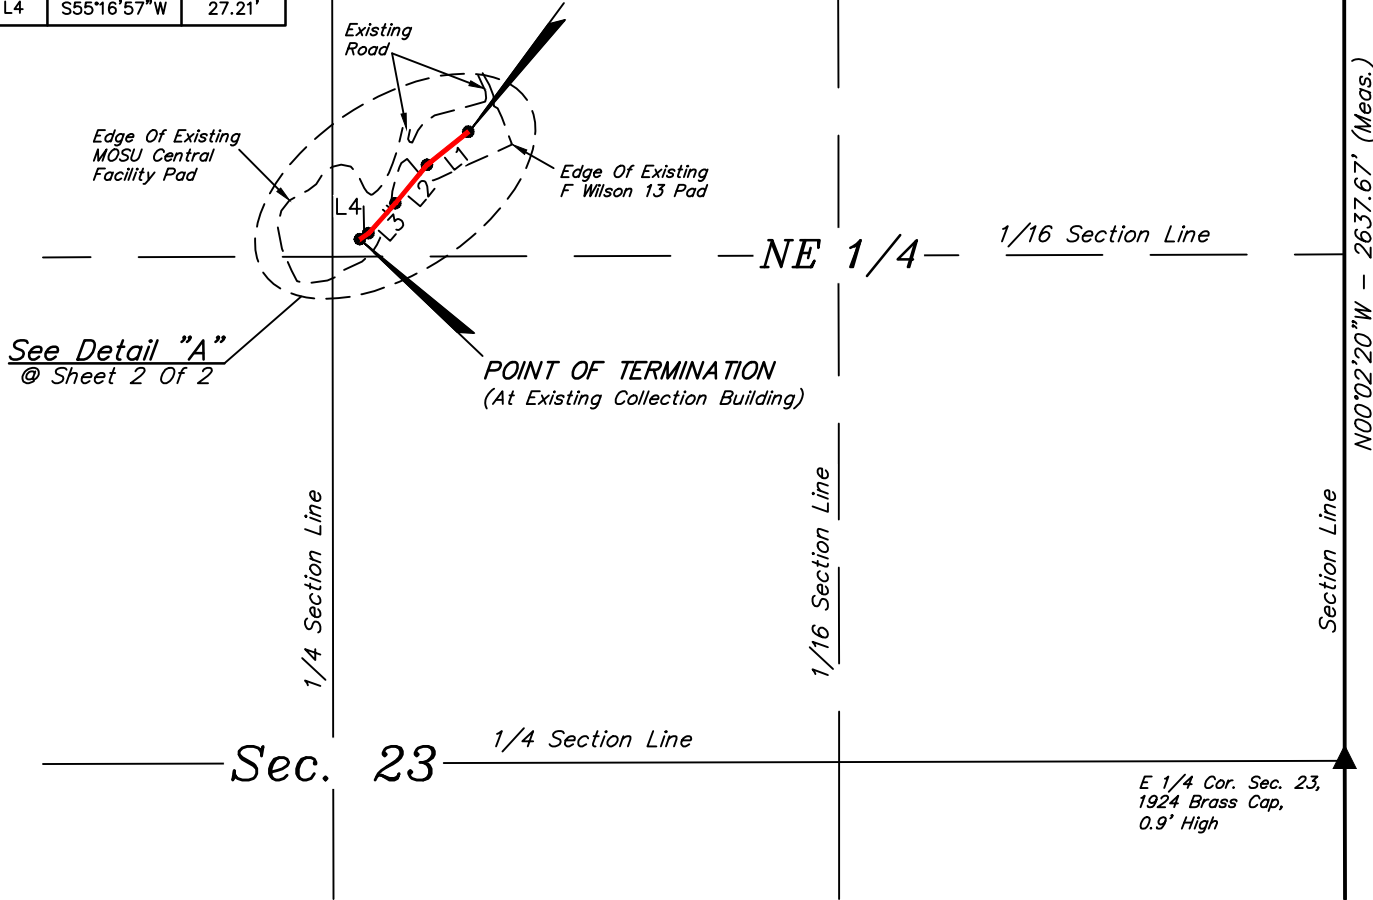 L4 S55°16'57"W 27.21'
Existing
Road
Edge Of Existing
MOSU Central
Facility Pad
Edge Of Existing
F Wilson 13 Pad
L1
L2
L3
L4
NE 1/4
1/16 Section Line
N00°02'20"W - 2637.67' (Meas.)
See Detail "A"
@ Sheet 2 Of 2
POINT OF TERMINATION
(At Existing Collection Building)
1/4 Section Line
1/16 Section Line
Section Line
Sec. 23
1/4 Section Line
E 1/4 Cor. Sec. 23,
1924 Brass Cap,
0.9' High